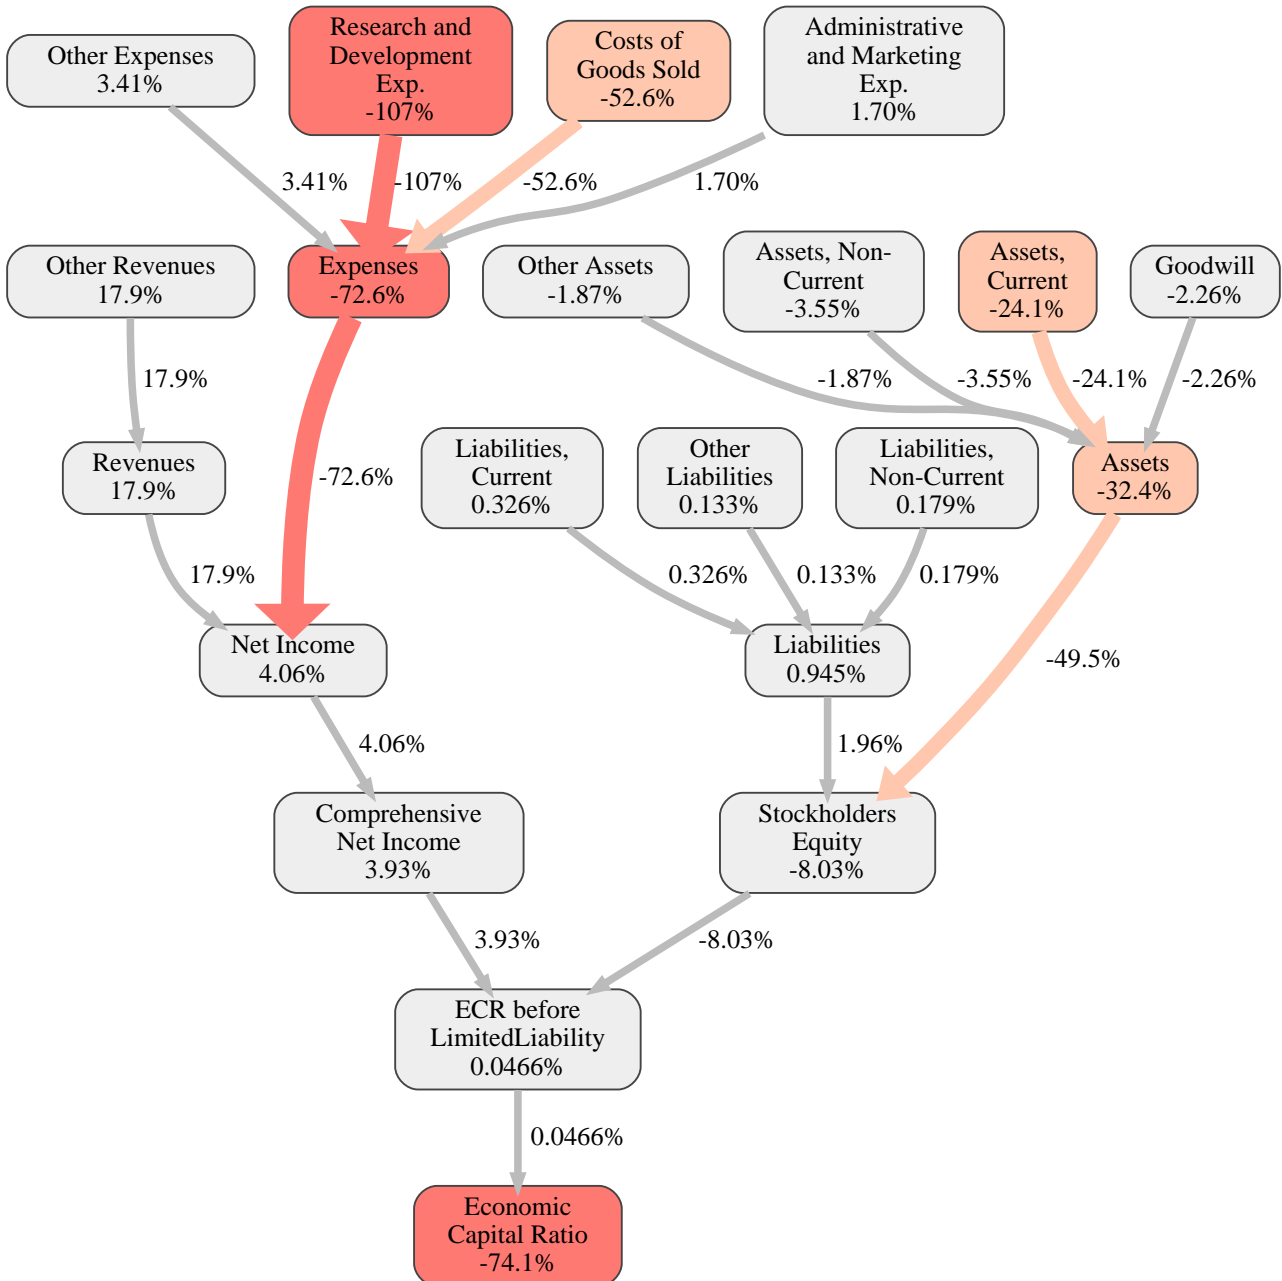 Other Expenses
3.41%
Research and
Development
Exp.
-107%
Costs of
Goods Sold
-52.6%
Administrative
and Marketing
Exp.
1.70%
3.41%
-107%
-52.6%
1.70%
Other Revenues
17.9%
Expenses
-72.6%
Other Assets
-1.87%
Assets, Non-
Current
-3.55%
Assets,
Current
-24.1%
Goodwill
-2.26%
17.9%
-1.87%
-3.55%
-24.1%
-2.26%
Revenues
17.9%
-72.6%
Liabilities,
Current
0.326%
Other
Liabilities
0.133%
Liabilities,
Non-Current
0.179%
Assets
-32.4%
17.9%
0.326%
0.133%
0.179%
Net Income
4.06%
Liabilities
0.945%
-49.5%
4.06%
1.96%
Comprehensive
Net Income
3.93%
Stockholders
Equity
-8.03%
3.93%
-8.03%
ECR before
LimitedLiability
0.0466%
0.0466%
Economic
Capital Ratio
-74.1%